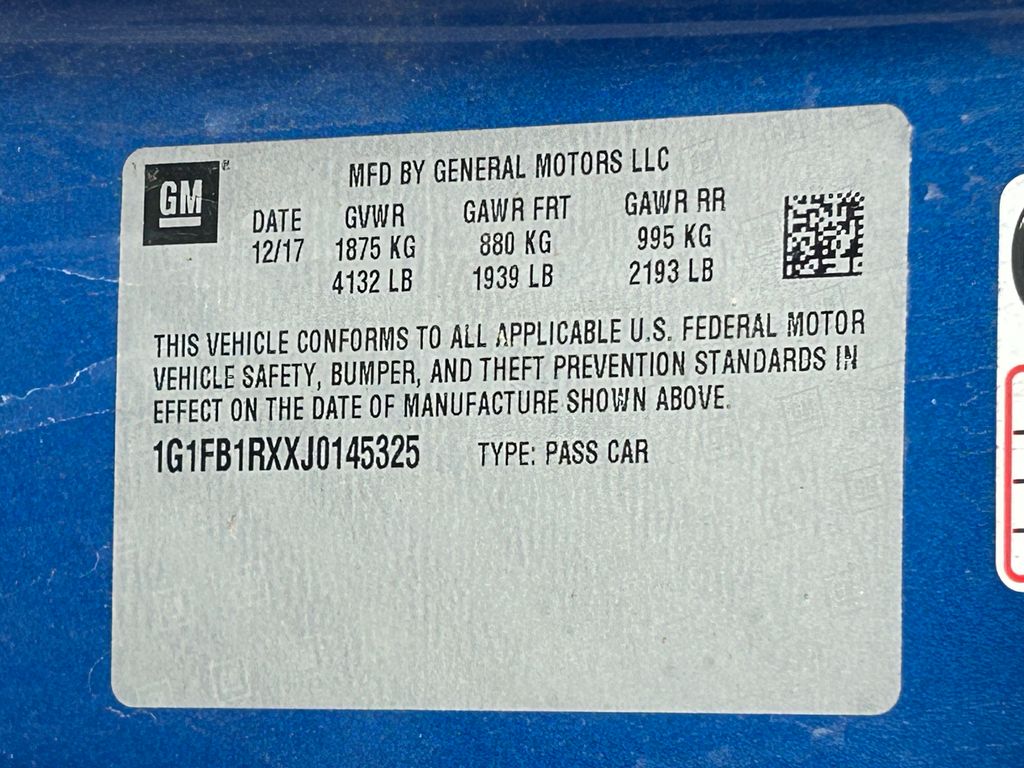 GM
MFD BY GENERAL MOTORS LLC
DATE GVWR GAWR FRT GAWR RR
12/17 1875 KG 880 KG 995 KG
4132 LB 1939 LB 2193 LB
THIS VEHICLE CONFORMS TO ALL APPLICABLE U.S. FEDERAL MOTOR
VEHICLE SAFETY, BUMPER, AND THEFT PREVENTION STANDARDS IN
EFFECT ON THE DATE OF MANUFACTURE SHOWN ABOVE.
1G1FB1RXXJ0145325 TYPE: PASS CAR